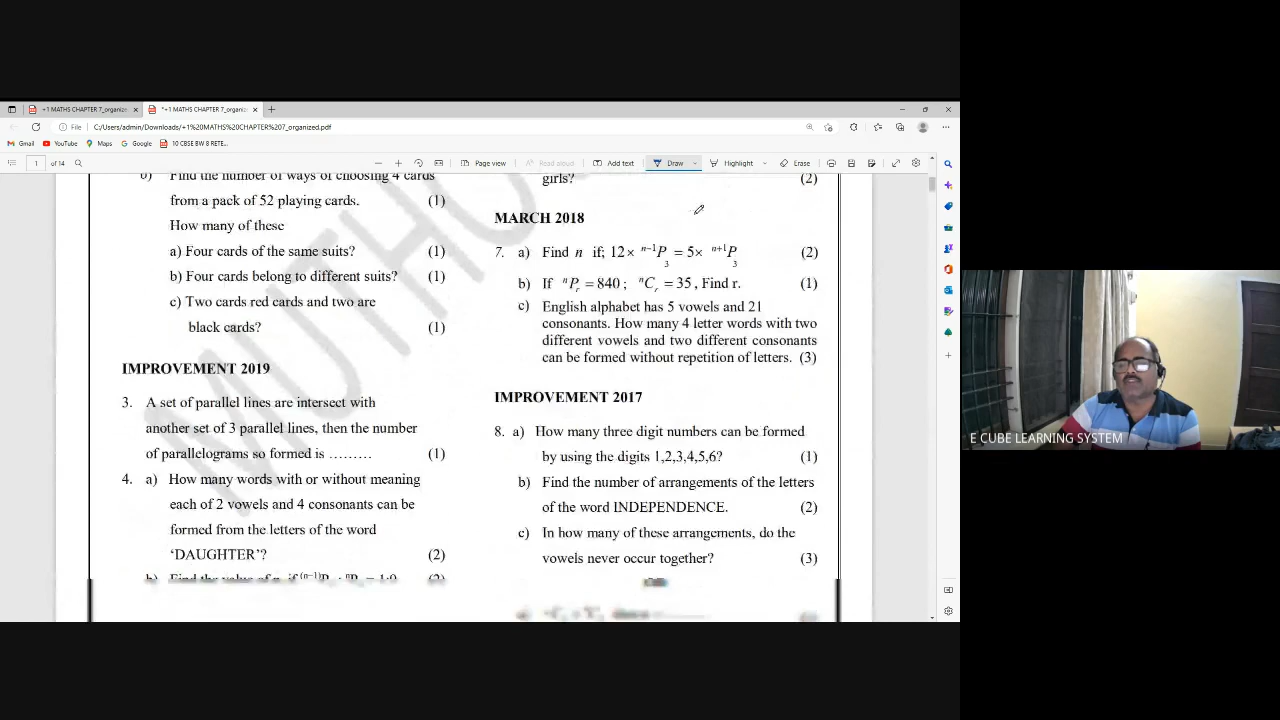 +1 MATHS CHAPTER 7_organize
*+1 MATHS CHAPTER 7_organiz
File
C:/Users/admin/Downloads/+1%20MATHS%20CHAPTER%207_organized.pdf
Gmail YouTube Maps Google 10 CBSE BW 8 RETE...
1 of 14
Page view
Read aloud
Add text
Draw
Highlight
Erase
b) Find the number of ways of choosing 4 cards
from a pack of 52 playing cards. (1)
How many of these
a) Four cards of the same suits? (1)
b) Four cards belong to different suits? (1)
c) Two cards red cards and two are
black cards? (1)
IMPROVEMENT 2019
3. A set of parallel lines are intersect with
another set of 3 parallel lines, then the number
of parallelograms so formed is ......... (1)
4. a) How many words with or without meaning
each of 2 vowels and 4 consonants can be
formed from the letters of the word
‘DAUGHTER’? (2)
girls? (2)
MARCH 2018
7. a) Find n if; 12× ⁿ⁻¹P₃ = 5× ⁿ⁺¹P₃ (2)
b) If ⁿPᵣ = 840 ; ⁿCᵣ = 35 , Find r. (1)
c) English alphabet has 5 vowels and 21
consonants. How many 4 letter words with two
different vowels and two different consonants
can be formed without repetition of letters. (3)
IMPROVEMENT 2017
8. a) How many three digit numbers can be formed
by using the digits 1,2,3,4,5,6? (1)
b) Find the number of arrangements of the letters
of the word INDEPENDENCE. (2)
c) In how many of these arrangements, do the
vowels never occur together? (3)
MUTHO
E CUBE LEARNING SYSTEM